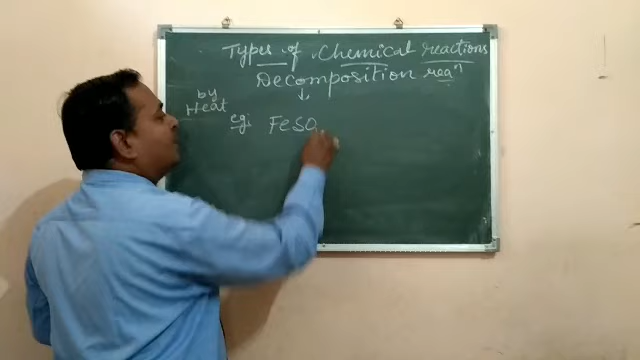 Types of Chemical reactions
Decomposition reaⁿ
↓
by
Heat
eg: FeSO